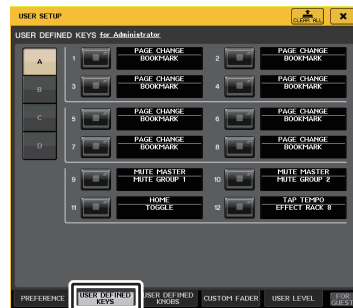 USER SETUP
CLEAR ALL
USER DEFINED KEYS for Administrator
A
B
C
D
1 PAGE CHANGE
BOOKMARK
2 PAGE CHANGE
BOOKMARK
3 PAGE CHANGE
BOOKMARK
4 PAGE CHANGE
BOOKMARK
5 PAGE CHANGE
BOOKMARK
6 PAGE CHANGE
BOOKMARK
7 PAGE CHANGE
BOOKMARK
8 PAGE CHANGE
BOOKMARK
9 MUTE MASTER
MUTE GROUP 1
10 MUTE MASTER
MUTE GROUP 2
11 HOME
TOGGLE
12 TAP TEMPO
EFFECT RACK 8
PREFERENCE
USER DEFINED
KEYS
USER DEFINED
KNOBS
CUSTOM FADER
USER LEVEL
FOR
GUEST